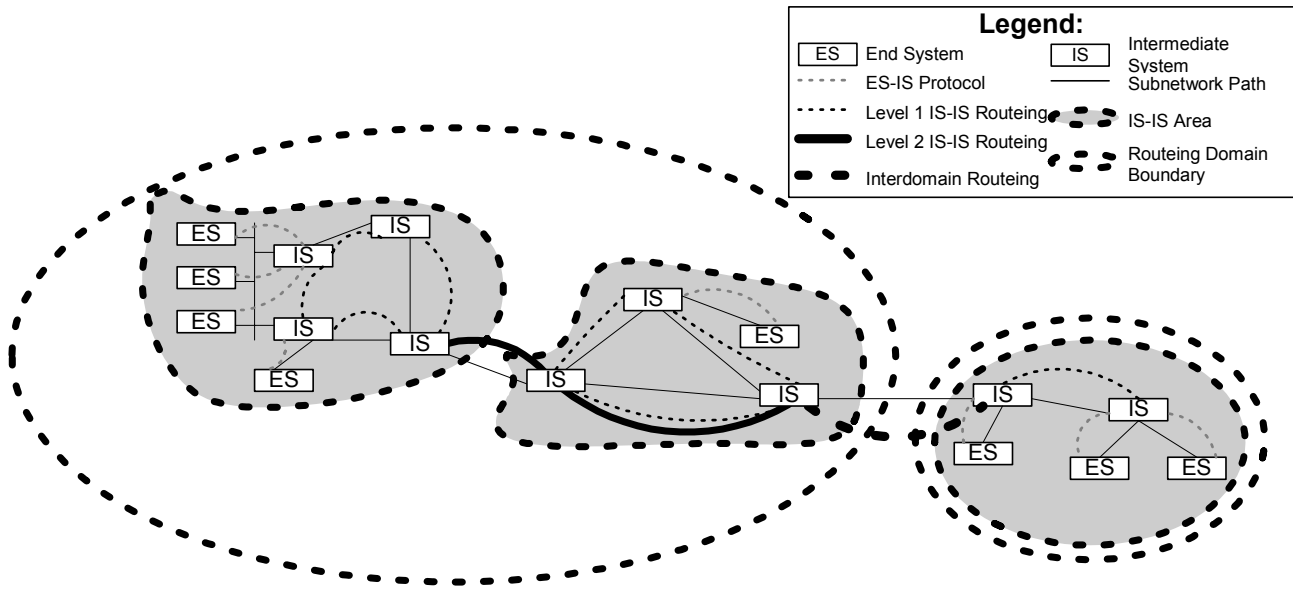 Legend:
ES End System
IS Intermediate System
ES-IS Protocol
Subnetwork Path
Level 1 IS-IS Routeing
IS-IS Area
Level 2 IS-IS Routeing
Interdomain Routeing
Routeing Domain Boundary
ES
IS
IS
ES
ES
IS
IS
ES
IS
ES
IS
IS
IS
IS
ES
ES
ES